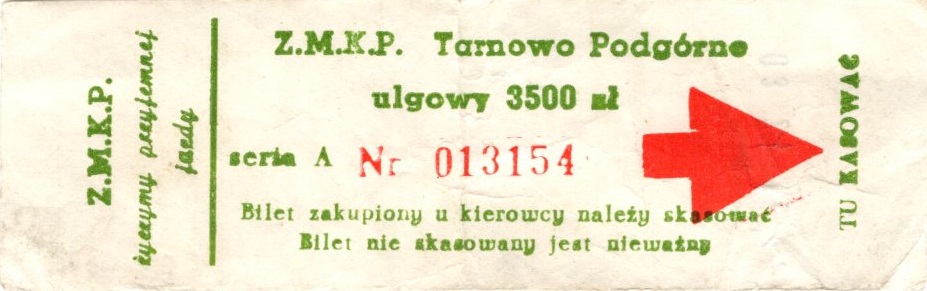 Z.M.K.P.
życzymy przyjemnej
jazdy
Z.M.K.P. Tarnowo Podgórne
ulgowy 3500 zł
seria A Nr 013154
Bilet zakupiony u kierowcy należy skasować
Bilet nie skasowany jest nieważny
TU KASOWAĆ